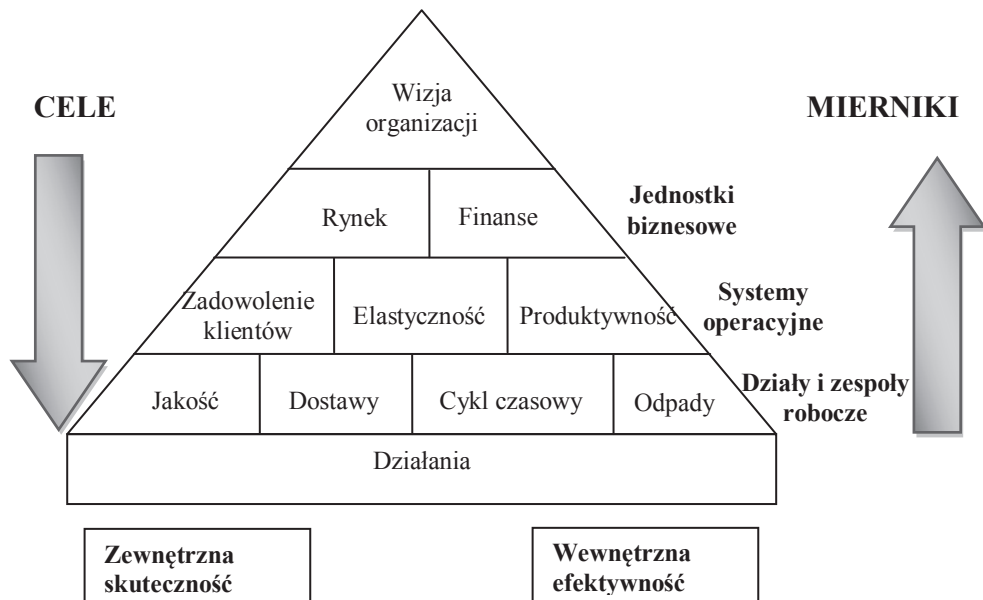 CELE
MIERNIKI
Wizja
organizacji
Rynek
Finanse
Jednostki
biznesowe
Zadowolenie
klientów
Elastyczność
Produktywność
Systemy
operacyjne
Jakość
Dostawy
Cykl czasowy
Odpady
Działy i zespoły
robocze
Działania
Zewnętrzna
skuteczność
Wewnętrzna
efektywność